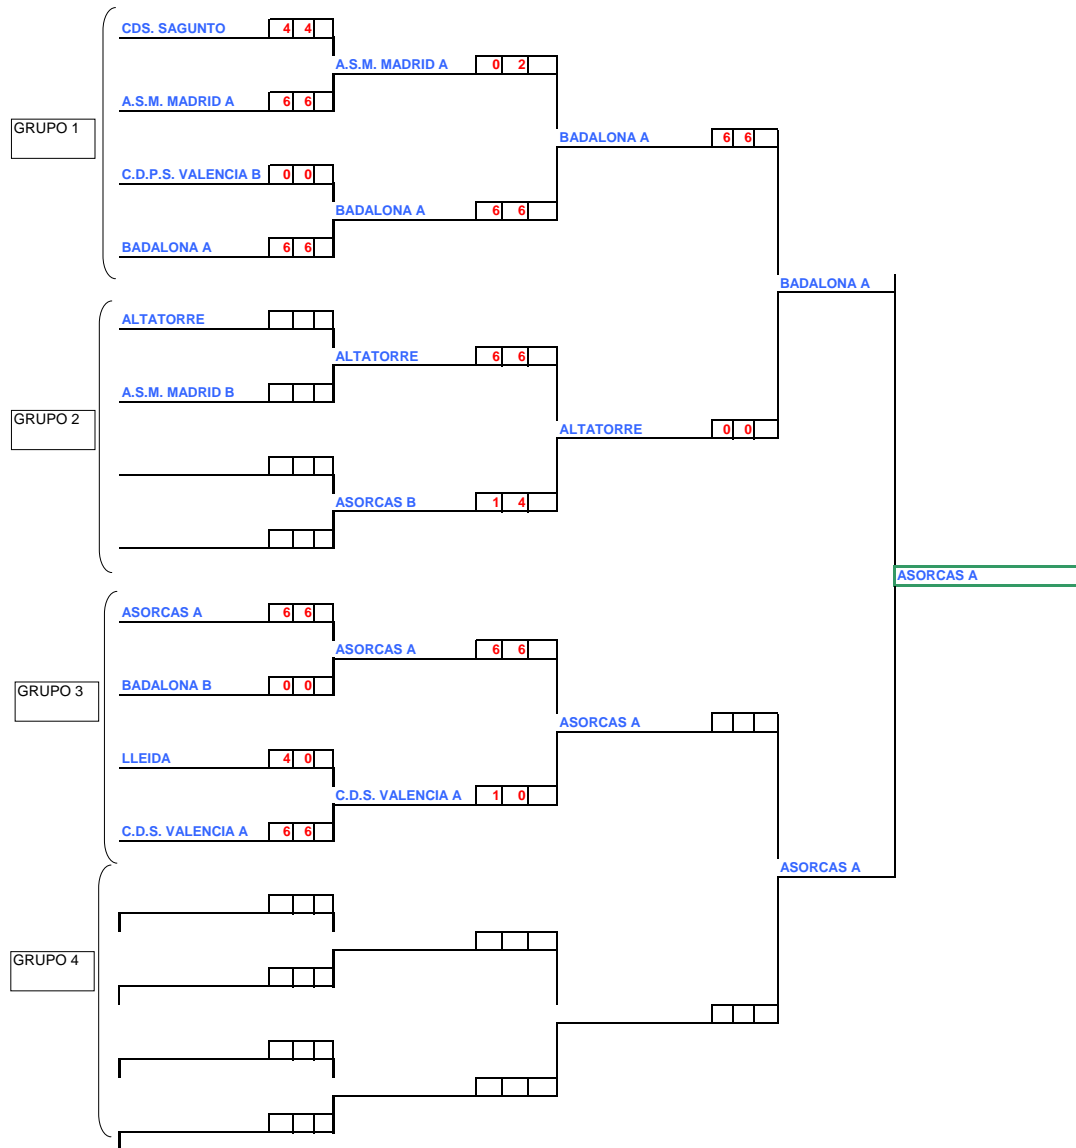 CDS. SAGUNTO 4 4
A.S.M. MADRID A 0 2
A.S.M. MADRID A 6 6
GRUPO 1
BADALONA A 6 6
C.D.P.S. VALENCIA B 0 0
BADALONA A 6 6
BADALONA A 6 6
BADALONA A
ALTATORRE
ALTATORRE 6 6
A.S.M. MADRID B
GRUPO 2
ALTATORRE 0 0
ASORCAS B 1 4
ASORCAS A
ASORCAS A 6 6
ASORCAS A 6 6
BADALONA B 0 0
GRUPO 3
ASORCAS A
LLEIDA 4 0
C.D.S. VALENCIA A 1 0
C.D.S. VALENCIA A 6 6
ASORCAS A
GRUPO 4